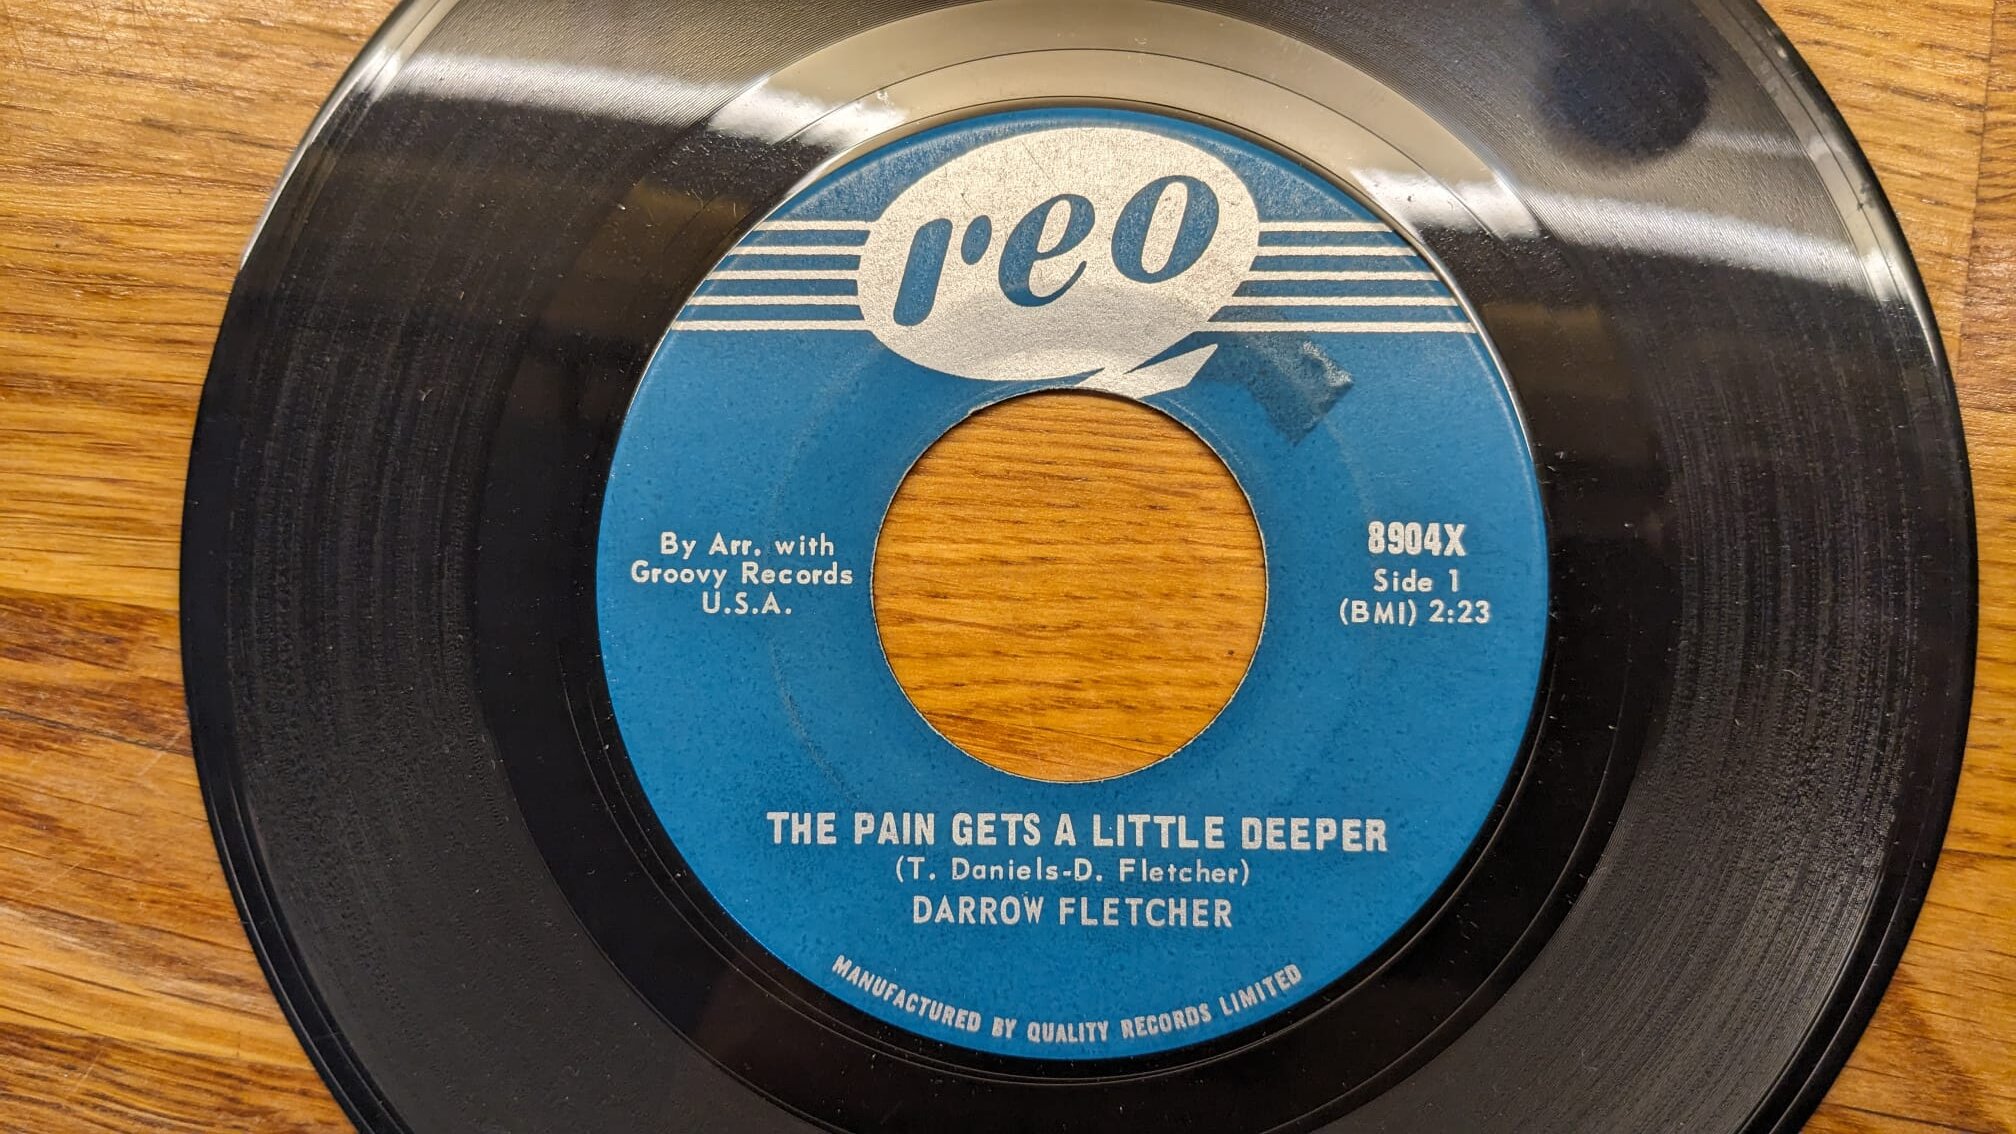 reo
By Arr. with
Groovy Records
U.S.A.
8904X
Side 1
(BMI) 2:23
THE PAIN GETS A LITTLE DEEPER
(T. Daniels-D. Fletcher)
DARROW FLETCHER
MANUFACTURED BY QUALITY RECORDS LIMITED